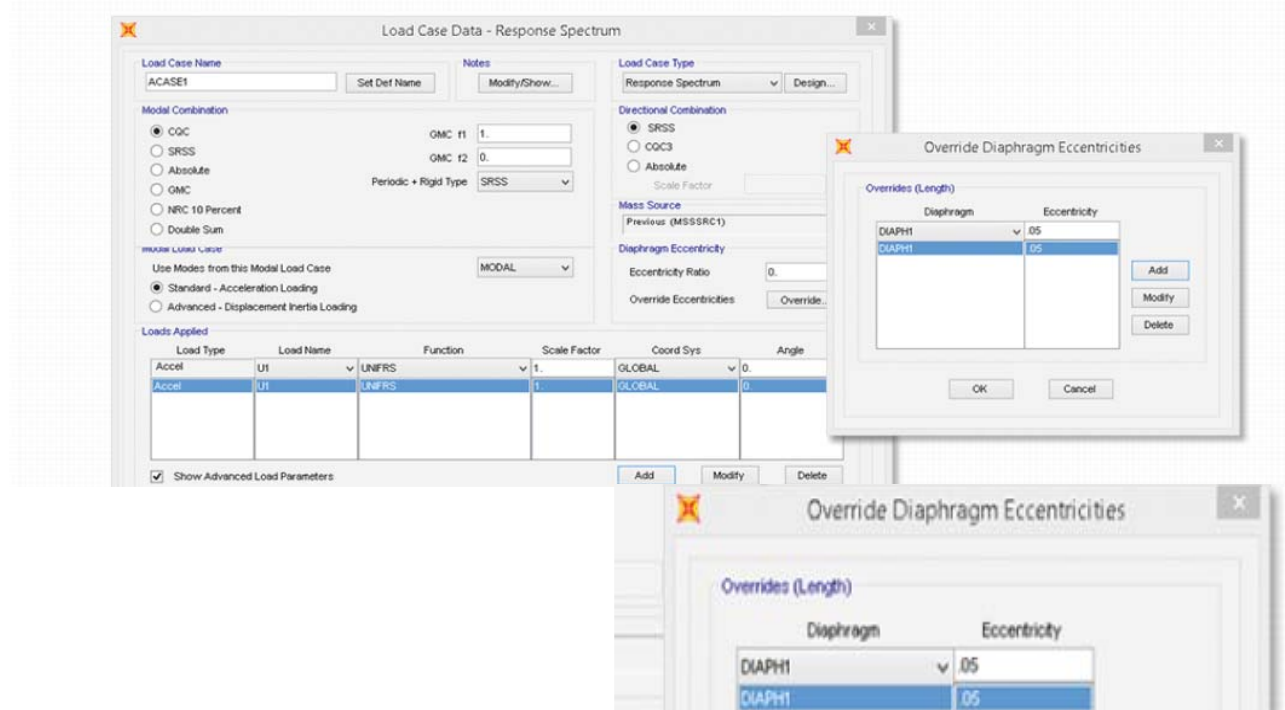 Load Case Data - Response Spectrum
Load Case Name
Notes
Load Case Type
ACASE1
Set Def Name
Modify/Show...
Response Spectrum
Design...
Modal Combination
Directional Combination
CQC
GMC f1
1.
SRSS
SRSS
GMC f2
0.
CQC3
Absolute
Periodic + Rigid Type
SRSS
Absolute
GMC
Scale Factor
NRC 10 Percent
Mass Source
Double Sum
Previous (MSSSRC1)
Modal Load Case
Diaphragm Eccentricity
Use Modes from this Modal Load Case
MODAL
Eccentricity Ratio
0.
Standard - Acceleration Loading
Override Eccentricities
Override..
Advanced - Displacement Inertia Loading
Loads Applied
Load Type Load Name Function Scale Factor Coord Sys Angle
Accel U1 UNIFRS 1. GLOBAL 0.
Accel U1 UNIFRS 1. GLOBAL 0.
Show Advanced Load Parameters
Add Modify Delete
Override Diaphragm Eccentricities
Overrides (Length)
Diaphragm Eccentricity
DIAPH1 .05
DIAPH1 .05
Add
Modify
Delete
OK Cancel
Override Diaphragm Eccentricities
Overrides (Length)
Diaphragm Eccentricity
DIAPH1 .05
DIAPH1 .05